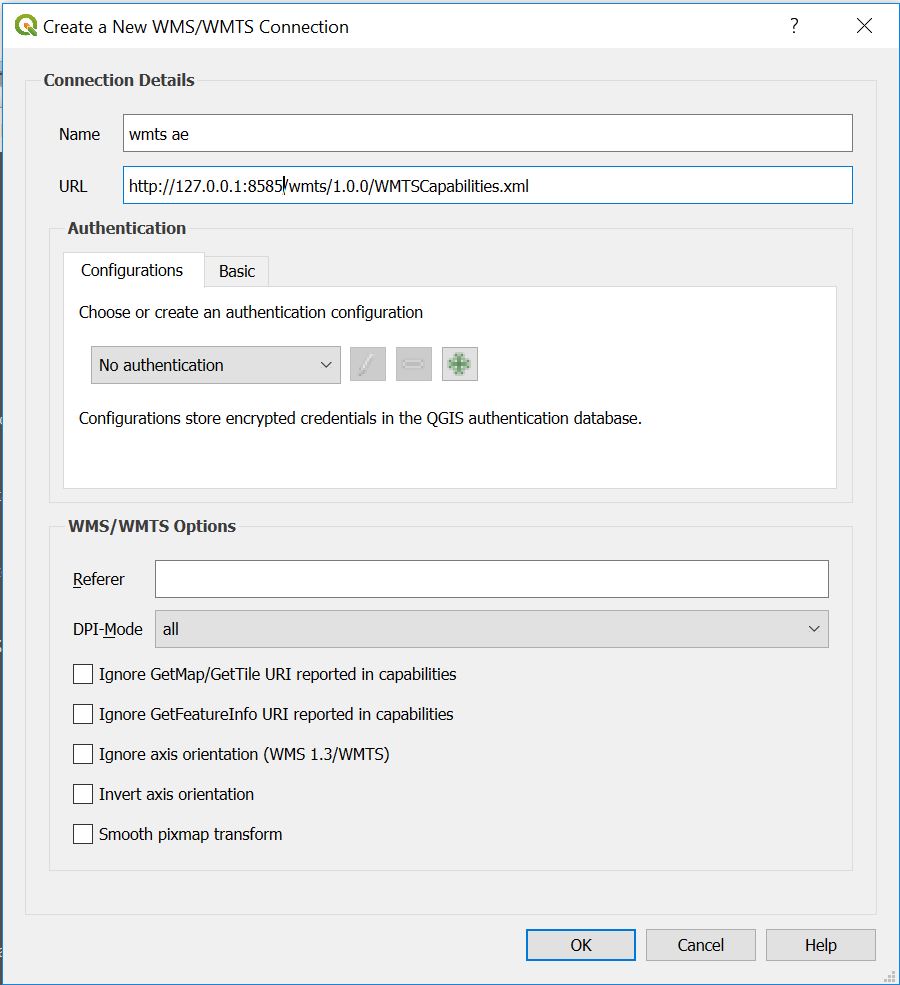 Create a New WMS/WMTS Connection
Connection Details
Name wmts ae
URL http://127.0.0.1:8585/wmts/1.0.0/WMTSCapabilities.xml
Authentication
Configurations Basic
Choose or create an authentication configuration
No authentication
Configurations store encrypted credentials in the QGIS authentication database.
WMS/WMTS Options
Referer
DPI-Mode all
Ignore GetMap/GetTile URI reported in capabilities
Ignore GetFeatureInfo URI reported in capabilities
Ignore axis orientation (WMS 1.3/WMTS)
Invert axis orientation
Smooth pixmap transform
OK Cancel Help